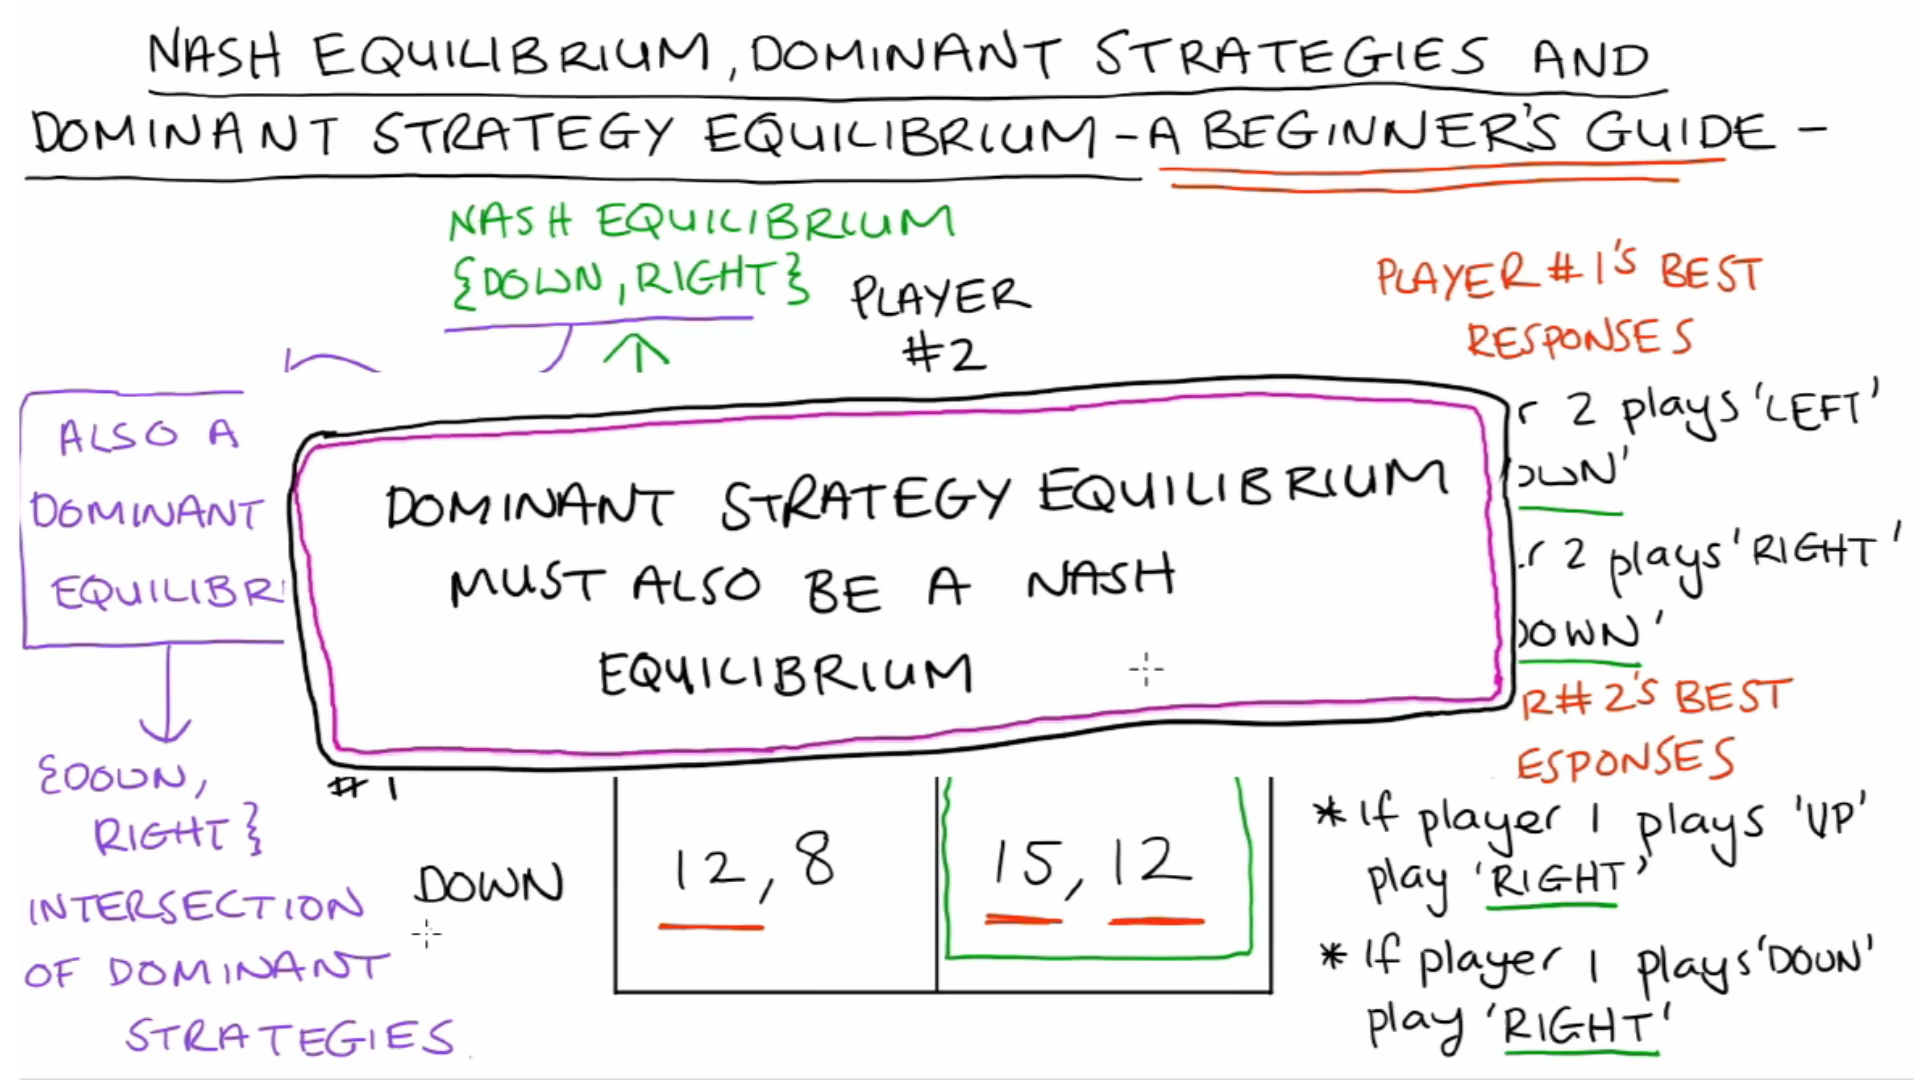 NASH EQUILIBRIUM, DOMINANT STRATEGIES AND
DOMINANT STRATEGY EQUILIBRIUM - A BEGINNER'S GUIDE -
NASH EQUILIBRIUM
{DOWN, RIGHT}
PLAYER
#2
PLAYER #1's BEST
RESPONSES
r 2 plays 'LEFT'
OWN'
r 2 plays 'RIGHT'
DOWN'
ALSO A
DOMINANT
EQUILIBRI
{DOWN,
RIGHT}
INTERSECTION
OF DOMINANT
STRATEGIES
DOMINANT STRATEGY EQUILIBRIUM
MUST ALSO BE A NASH
EQUILIBRIUM
#1
DOWN
12, 8
15, 12
R#2's BEST
ESPONSES
* If player 1 plays 'UP'
play 'RIGHT'
* If player 1 plays 'DOWN'
play 'RIGHT'